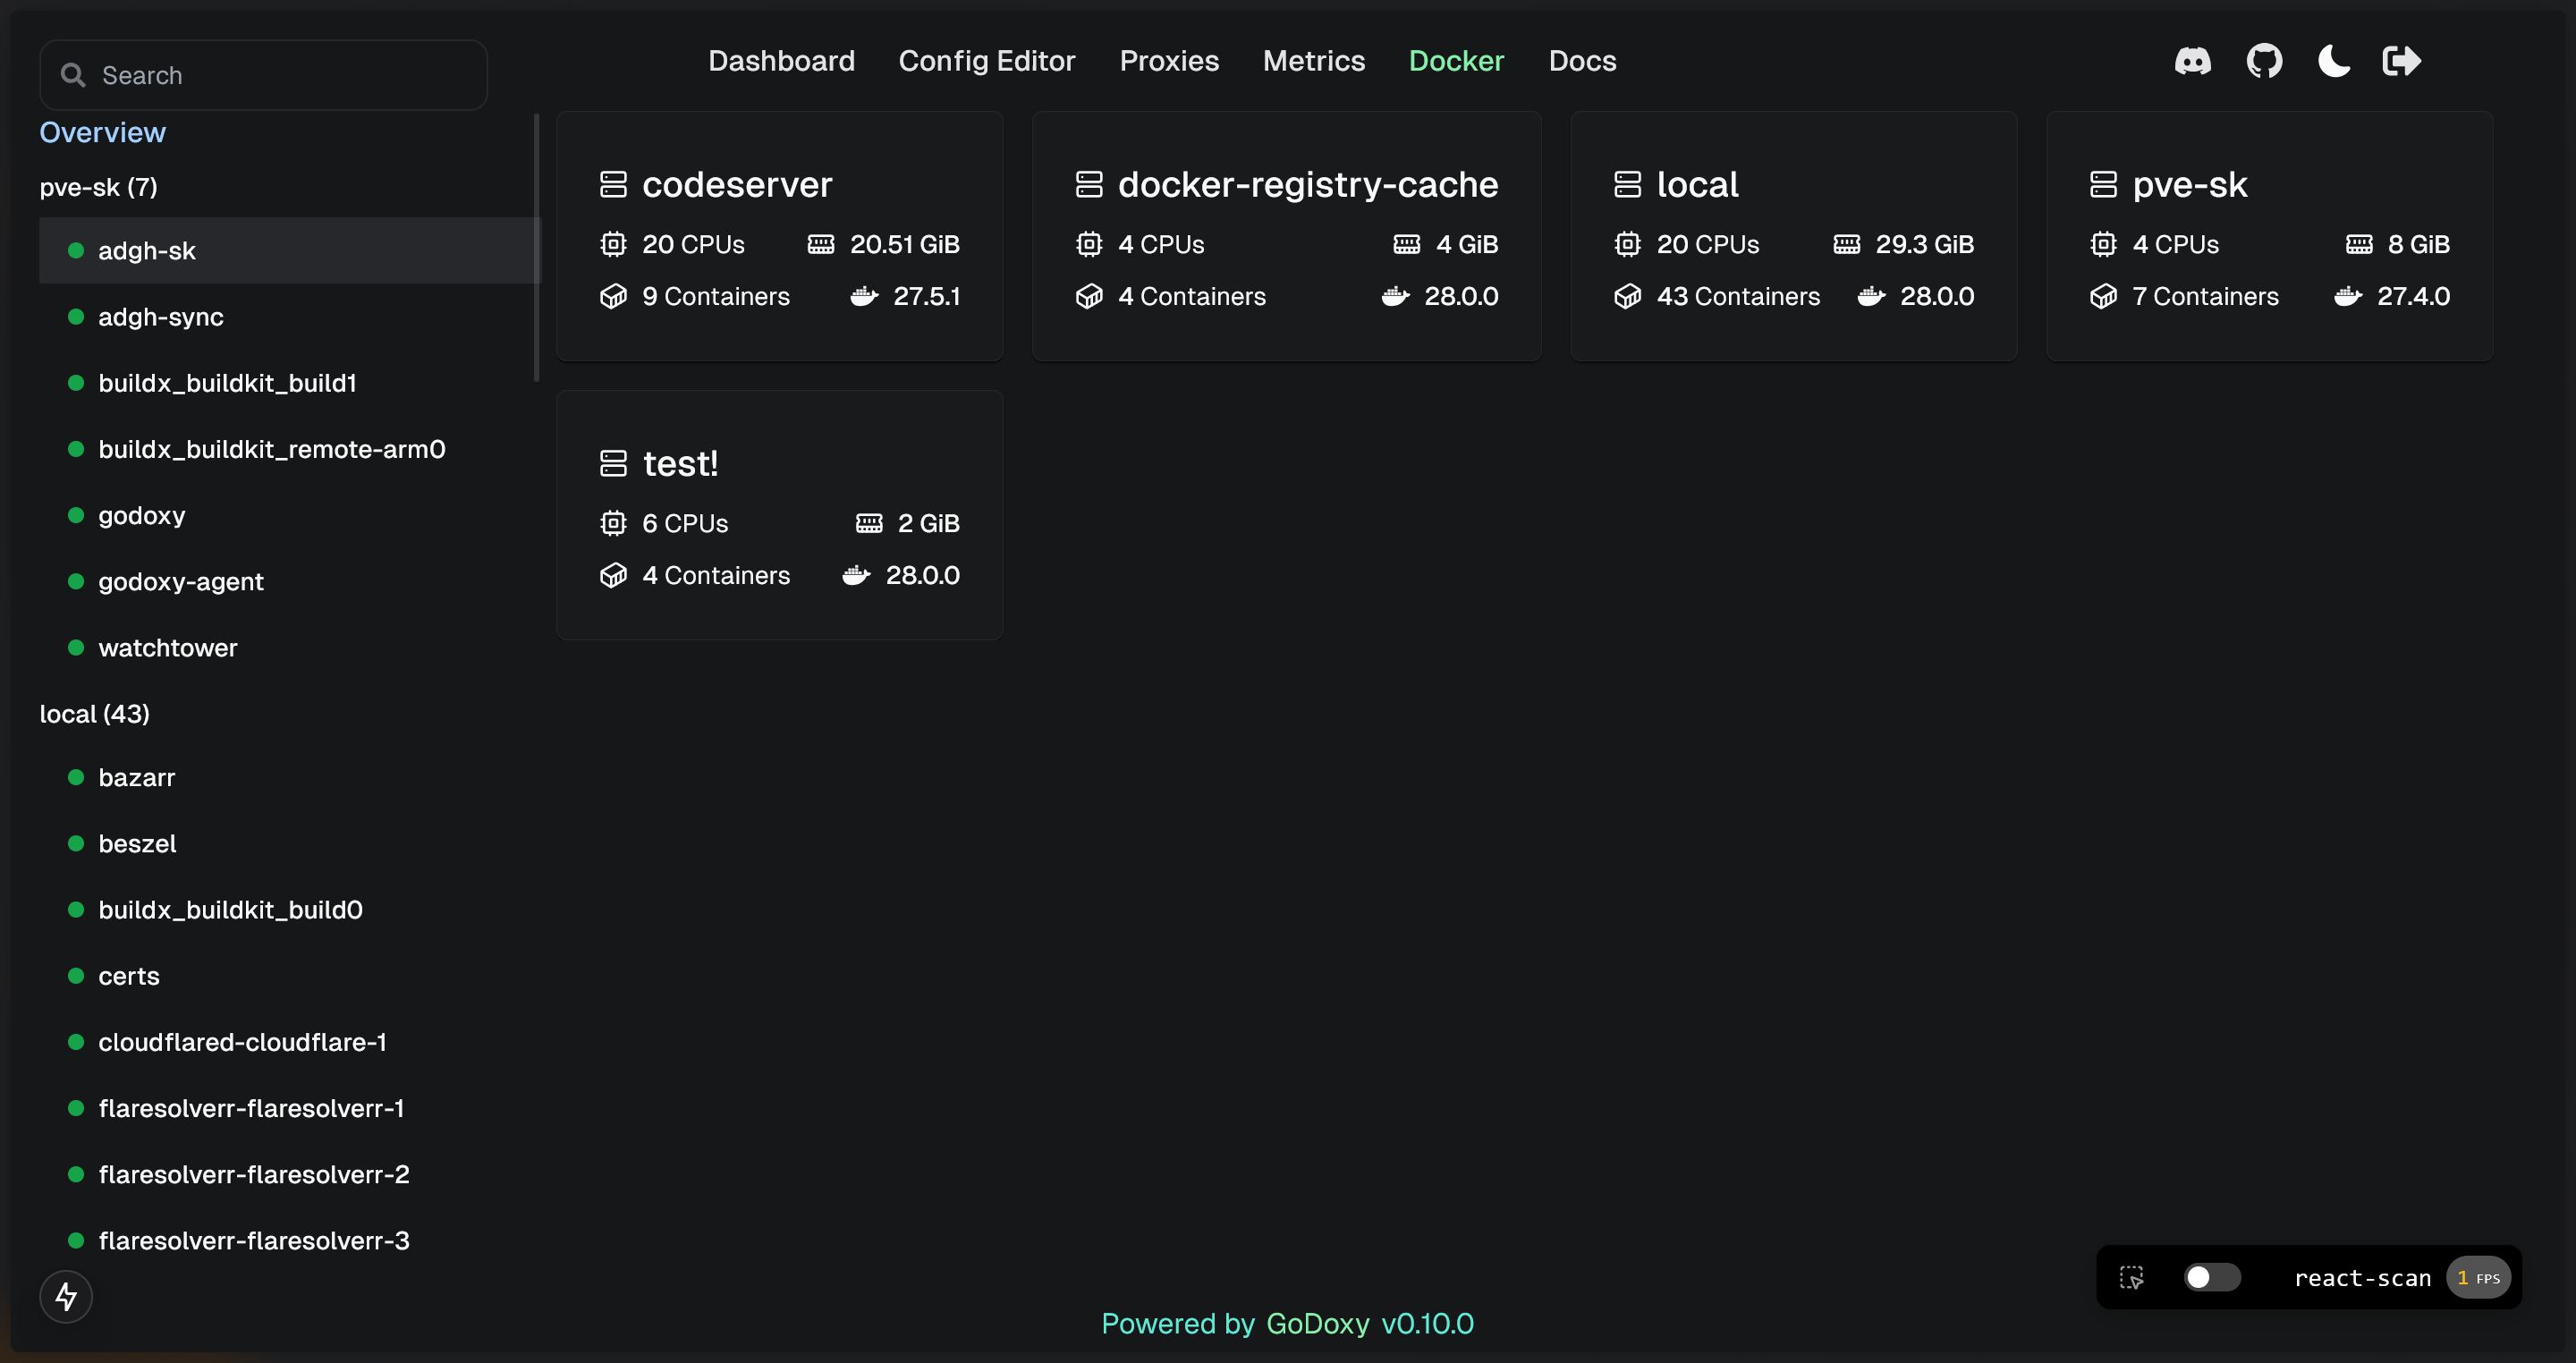 Search
Dashboard Config Editor Proxies Metrics Docker Docs
Overview
pve-sk (7)
adgh-sk
adgh-sync
buildx_buildkit_build1
buildx_buildkit_remote-arm0
godoxy
godoxy-agent
watchtower
local (43)
bazarr
beszel
buildx_buildkit_build0
certs
cloudflared-cloudflare-1
flaresolverr-flaresolverr-1
flaresolverr-flaresolverr-2
flaresolverr-flaresolverr-3
codeserver
20 CPUs 20.51 GiB
9 Containers 27.5.1
docker-registry-cache
4 CPUs 4 GiB
4 Containers 28.0.0
local
20 CPUs 29.3 GiB
43 Containers 28.0.0
pve-sk
4 CPUs 8 GiB
7 Containers 27.4.0
test!
6 CPUs 2 GiB
4 Containers 28.0.0
react-scan 1 FPS
Powered by GoDoxy v0.10.0